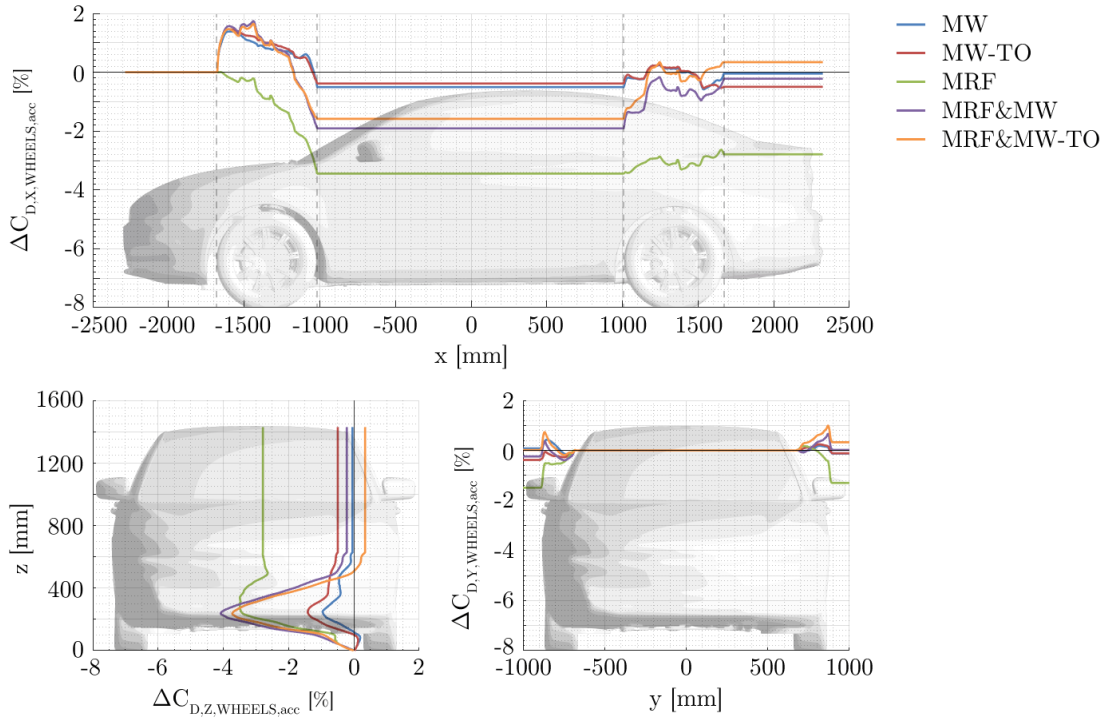 2
0
-2
-4
-6
-8
ΔC_D,X,WHEELS,acc [%]
-2500 -2000 -1500 -1000 -500 0 500 1000 1500 2000 2500
x [mm]
MW
MW-TO
MRF
MRF&MW
MRF&MW-TO
1600
1200
800
400
0
z [mm]
-8 -6 -4 -2 0 2
ΔC_D,Z,WHEELS,acc [%]
2
0
-2
-4
-6
-8
ΔC_D,Y,WHEELS,acc [%]
-1000 -500 0 500 1000
y [mm]